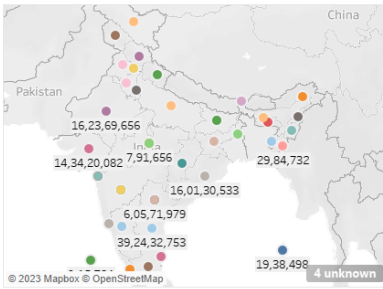 China
Pakistan
16,23,69,656
India
14,34,20,082
7,91,656
29,84,732
16,01,30,533
6,05,71,979
39,24,32,753
19,38,498
4 unknown
© 2023 Mapbox © OpenStreetMap